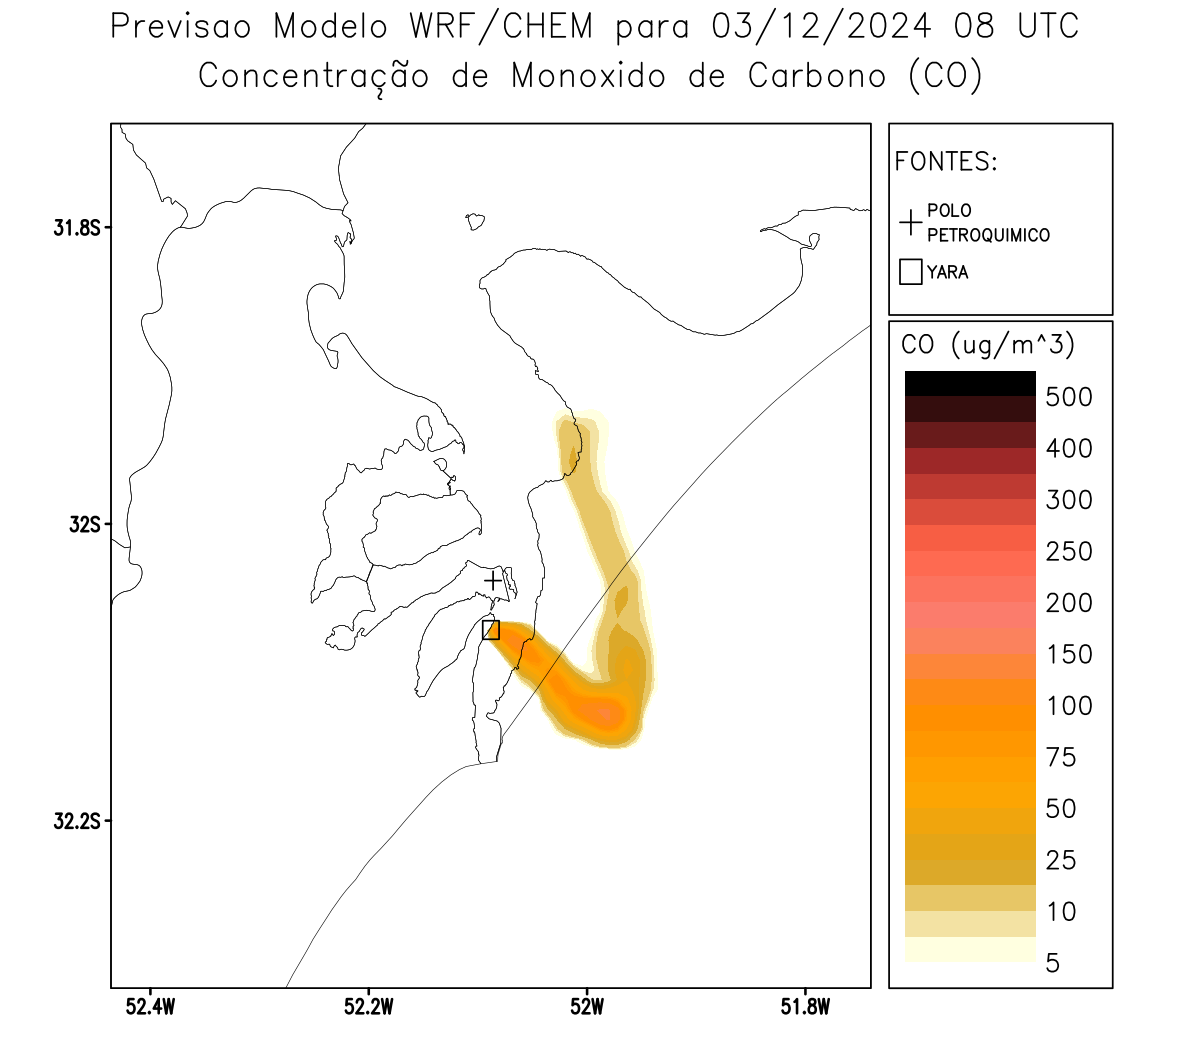 Previsao Modelo WRF/CHEM para 03/12/2024 08 UTC
Concentração de Monoxido de Carbono (CO)
FONTES:
POLO
PETROQUIMICO
YARA
CO (ug/m^3)
500
400
300
250
200
150
100
75
50
25
10
5
31.8S
32S
32.2S
52.4W
52.2W
52W
51.8W